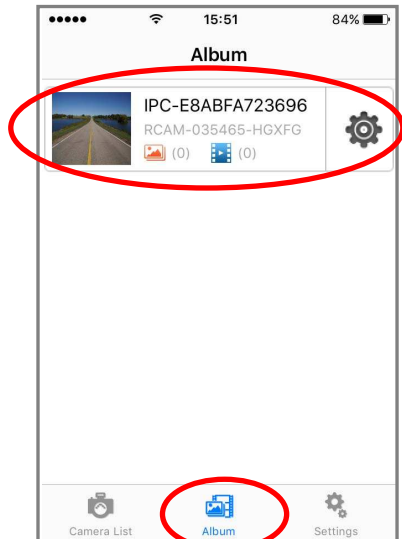 15:51 84%
Album
IPC-E8ABFA723696
RCAM-035465-HGXFG
(0) (0)
Camera List Album Settings